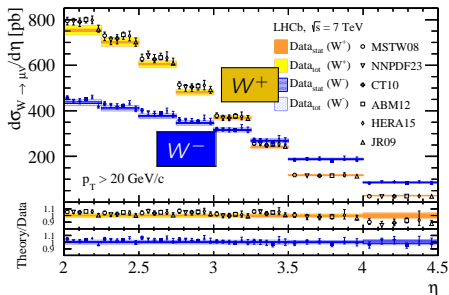 dσ_W → μν/dη [pb]
800
600
400
200
LHCb, √s = 7 TeV
Data_stat (W⁺)
Data_tot (W⁺)
Data_stat (W⁻)
Data_tot (W⁻)
MSTW08
NNPDF23
CT10
ABM12
HERA15
JR09
W⁺
W⁻
p_T > 20 GeV/c
Theory/Data
1.1
1
0.9
1.1
1
0.9
2 2.5 3 3.5 4 4.5
η